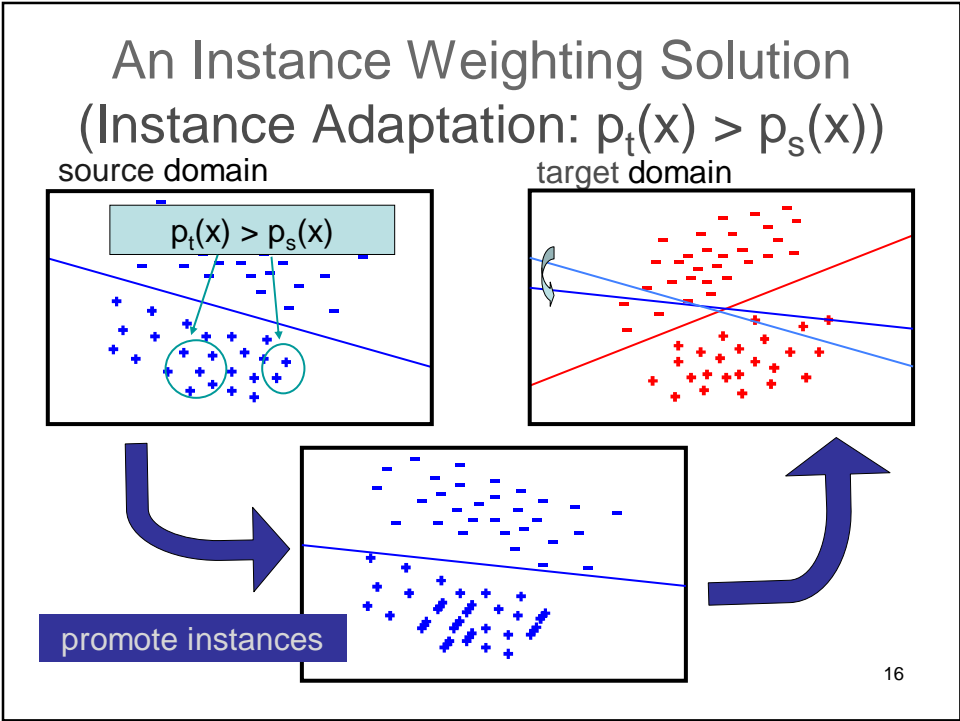 An Instance Weighting Solution
(Instance Adaptation: pt(x) > ps(x))
source domain
target domain
pt(x) > ps(x)
promote instances
16